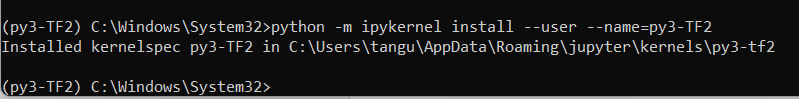 (py3-TF2) C:\Windows\System32>python -m ipykernel install --user --name=py3-TF2
Installed kernelspec py3-TF2 in C:\Users\tangu\AppData\Roaming\jupyter\kernels\py3-tf2
(py3-TF2) C:\Windows\System32>